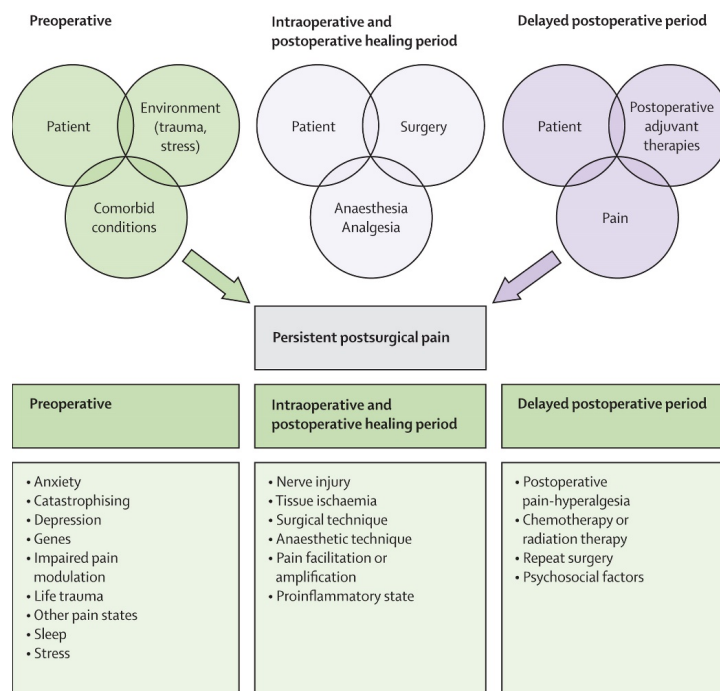 Preoperative
Intraoperative and
postoperative healing period
Delayed postoperative period
Patient
Environment
(trauma,
stress)
Comorbid
conditions
Patient
Surgery
Anaesthesia
Analgesia
Patient
Postoperative
adjuvant
therapies
Pain
Persistent postsurgical pain
Preoperative
• Anxiety
• Catastrophising
• Depression
• Genes
• Impaired pain
modulation
• Life trauma
• Other pain states
• Sleep
• Stress
Intraoperative and
postoperative healing period
• Nerve injury
• Tissue ischaemia
• Surgical technique
• Anaesthetic technique
• Pain facilitation or
amplification
• Proinflammatory state
Delayed postoperative period
• Postoperative
pain-hyperalgesia
• Chemotherapy or
radiation therapy
• Repeat surgery
• Psychosocial factors